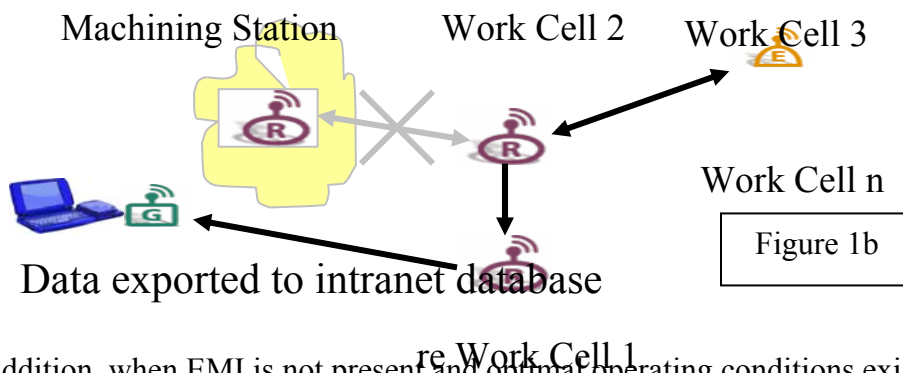 Machining Station
Work Cell 2
Work Cell 3
E
R
R
Work Cell n
G
Figure 1b
R
Data exported to intranet database
re Work Cell 1
ddition, when EMI is not present and optimal operating conditions exi